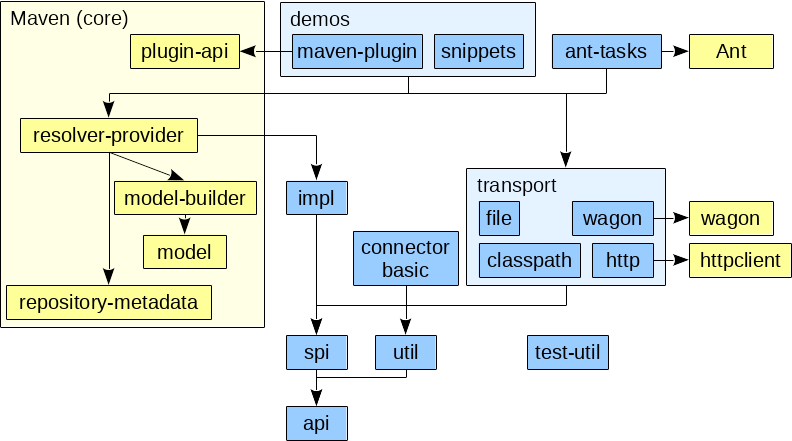 Maven (core)
demos
plugin-api
maven-plugin
snippets
ant-tasks
Ant
resolver-provider
model-builder
impl
transport
file
wagon
wagon
model
connector
basic
classpath
http
httpclient
repository-metadata
spi
util
test-util
api